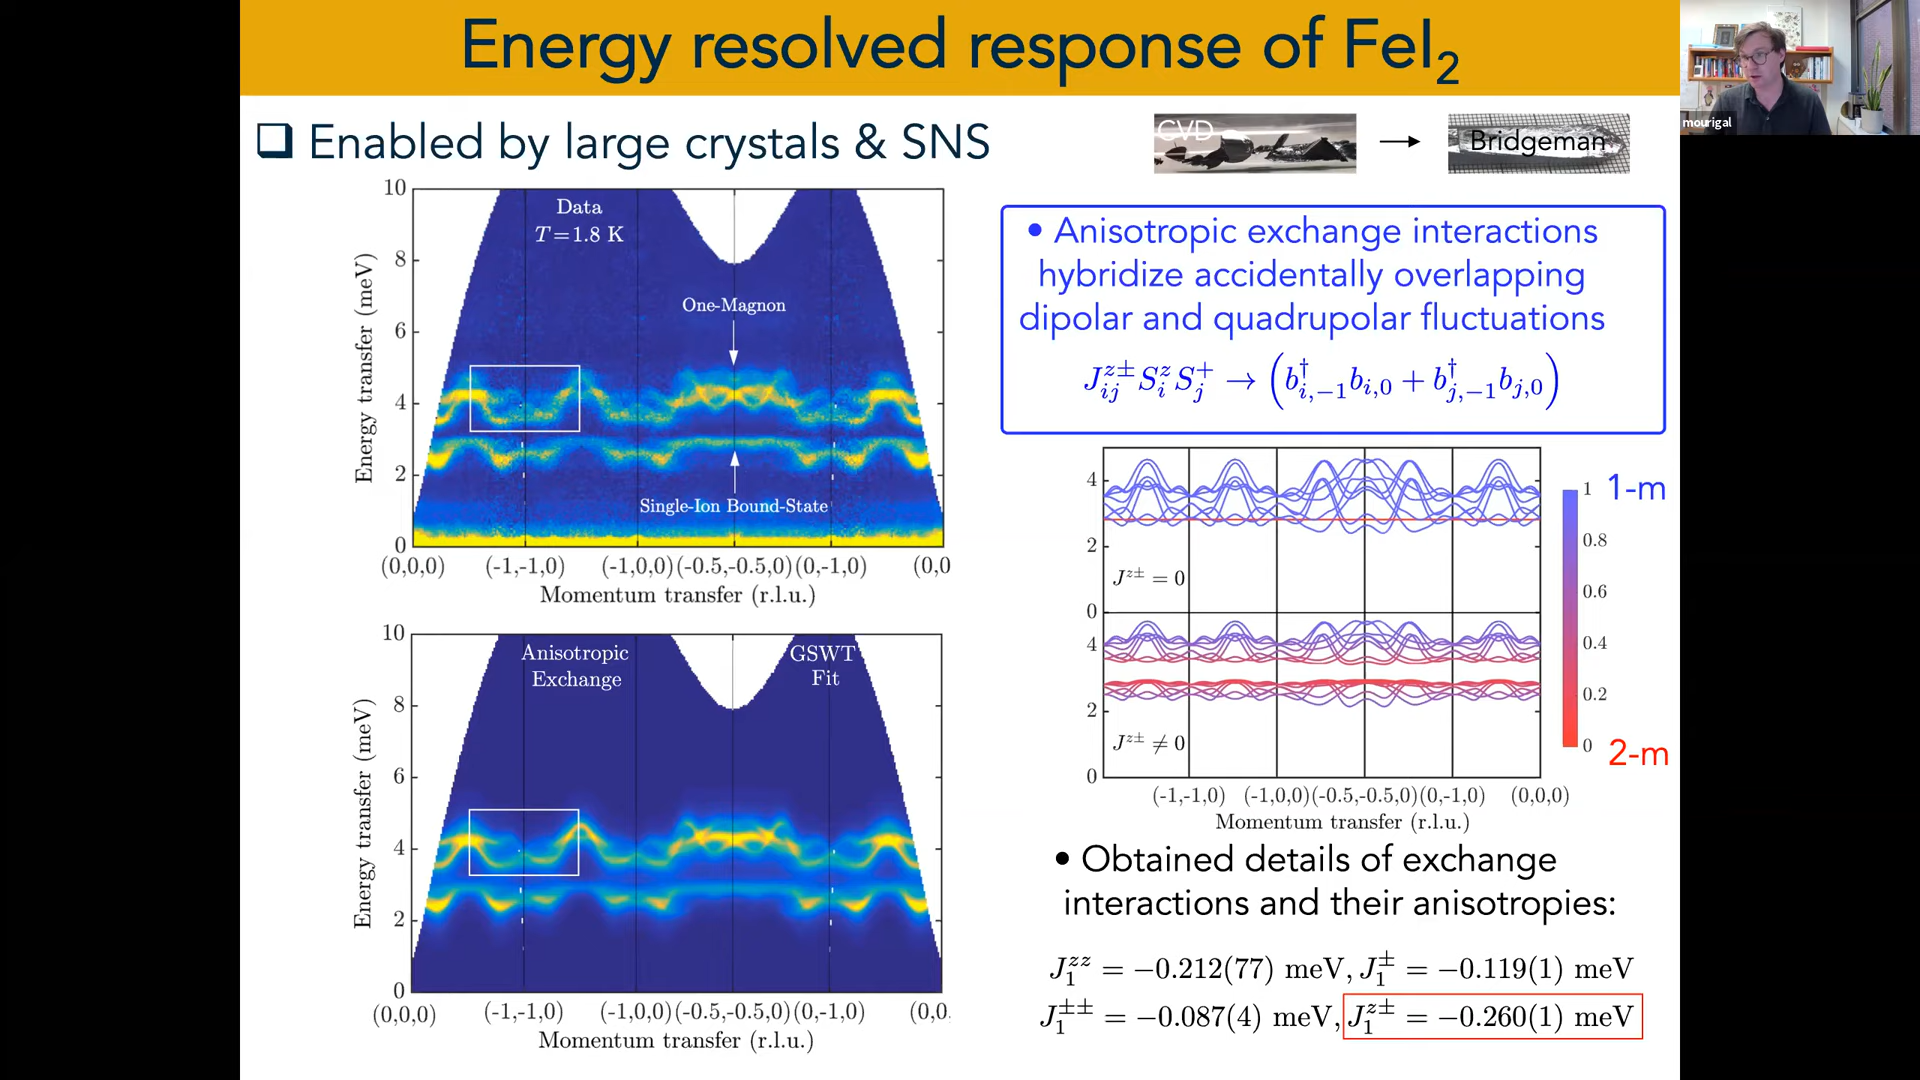 Energy resolved response of FeI₂
mourigal
❑ Enabled by large crystals & SNS
CVD → Bridgeman
10
8
6
4
2
0
Energy transfer (meV)
Data
T=1.8 K
One-Magnon
Single-Ion Bound-State
(0,0,0) (-1,-1,0) (-1,0,0) (-0.5,-0.5,0) (0,-1,0) (0,0
Momentum transfer (r.l.u.)
10
8
6
4
2
0
Energy transfer (meV)
Anisotropic
Exchange
GSWT
Fit
(0,0,0) (-1,-1,0) (-1,0,0) (-0.5,-0.5,0) (0,-1,0) (0,0.
Momentum transfer (r.l.u.)
• Anisotropic exchange interactions
hybridize accidentally overlapping
dipolar and quadrupolar fluctuations
J_{ij}^{z±} S_i^z S_j^+ → (b_{i,-1}^† b_{i,0} + b_{j,-1}^† b_{j,0})
4
2
0
J^{z±} = 0
4
2
0
J^{z±} ≠ 0
(-1,-1,0) (-1,0,0) (-0.5,-0.5,0) (0,-1,0) (0,0,0)
Momentum transfer (r.l.u.)
1 1-m
0.8
0.6
0.4
0.2
0 2-m
• Obtained details of exchange
interactions and their anisotropies:
J_1^{zz} = −0.212(77) meV, J_1^{±} = −0.119(1) meV
J_1^{±±} = −0.087(4) meV, J_1^{z±} = −0.260(1) meV